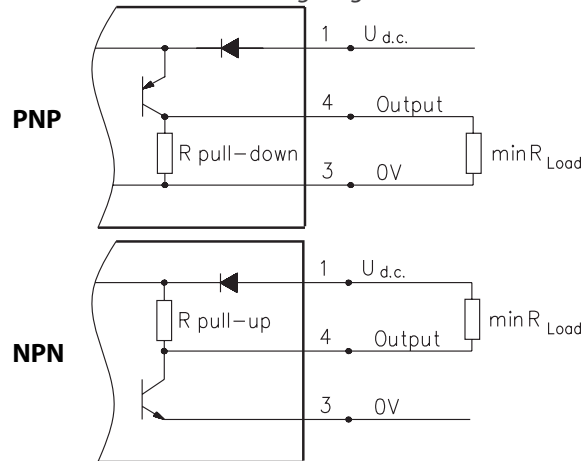 1 U d.c.
PNP
4 Output
R pull-down
min R Load
3 0V
1 U d.c.
R pull-up
min R Load
NPN
4 Output
3 0V